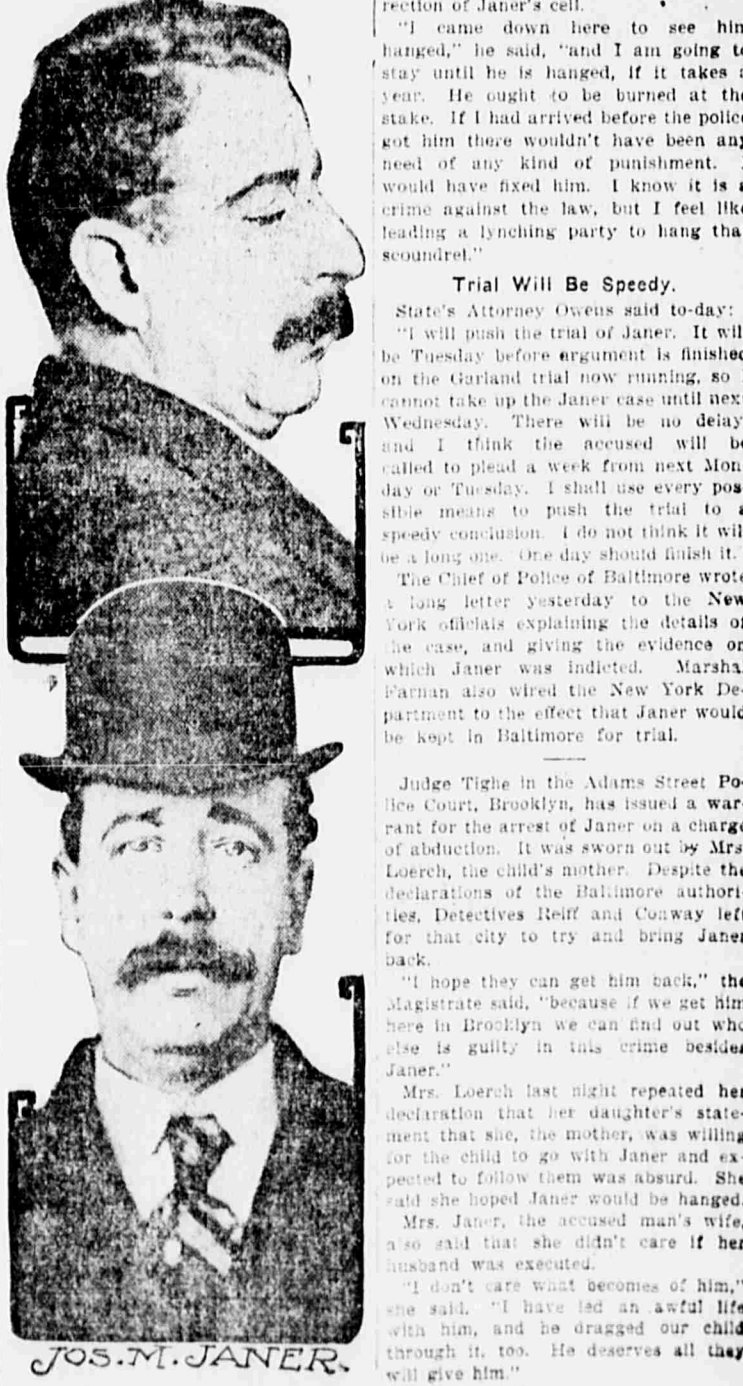 rection of Janer's cell.
"I came down here to see him
hanged," he said, "and I am going to
stay until he is hanged, if it takes a
year. He ought to be burned at the
stake. If I had arrived before the police
got him there wouldn't have been any
need of any kind of punishment.
would have fixed him. I know it is a
crime against the law, but I feel like
leading a lynching party to hang tha
scoundrel."
Trial Will Be Speedy.
State's Attorney Owens said to-day:
"I will push the trial of Janer. It will
be Tuesday before argument is finished
on the Garland trial now running, so
cannot take up the Janer case until next
Wednesday. There will be no delay
and I think the accused will be
called to plead a week from next Mon-
day or Tuesday. I shall use every pos-
sible means to push the trial to a
speedy conclusion. I do not think it will
be a long one. One day should finish it."
The Chief of Police of Baltimore wrote
a long letter yesterday to the New
York officials explaining the details of
the case, and giving the evidence on
which Janer was indicted. Marshal
Farnan also wired the New York De-
partment to the effect that Janer would
be kept in Baltimore for trial.
Judge Tighe in the Adams Street Po-
lice Court, Brooklyn, has issued a war-
rant for the arrest of Janer on a charge
of abduction. It was sworn out by Mrs.
Loerch, the child's mother. Despite the
declarations of the Baltimore authori-
ties, Detectives Reiff and Conway left
for that city to try and bring Janer
back.
"I hope they can get him back," the
Magistrate said, "because if we get him
here in Brooklyn we can find out who
else is guilty in this crime besides
Janer."
Mrs. Loerch last night repeated her
declaration that her daughter's state-
ment that she, the mother, was willing
for the child to go with Janer and ex-
pected to follow them was absurd. She
said she hoped Janer would be hanged.
Mrs. Janer, the accused man's wife,
also said that she didn't care if her
husband was executed.
"I don't care what becomes of him,"
she said. "I have led an awful life
with him, and he dragged our child
through it, too. He deserves all they
will give him."
JOS. M. JANER.